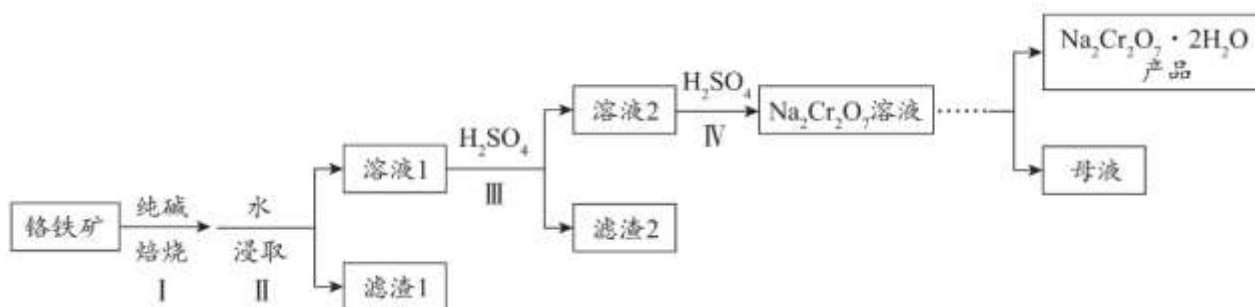 铬铁矿
纯碱
焙烧
Ⅰ
水
浸取
Ⅱ
溶液1
滤渣1
H₂SO₄
Ⅲ
溶液2
滤渣2
H₂SO₄
Ⅳ
Na₂Cr₂O₇溶液
……
Na₂Cr₂O₇・2H₂O
产品
母液